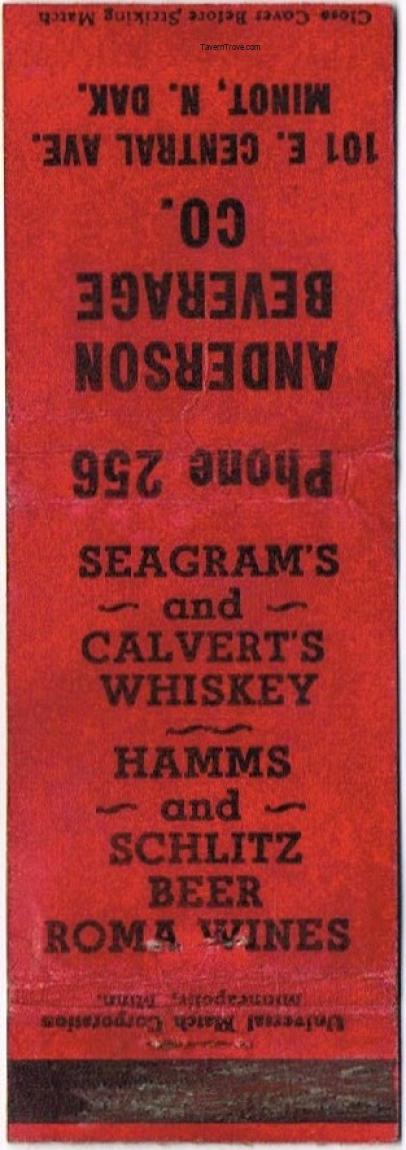 TavernTrove.com
Phone 256
ANDERSON
BEVERAGE
CO.
101 E. CENTRAL AVE.
MINOT, N. DAK.
Close Cover Before Striking Match
SEAGRAM'S
and
CALVERT'S
WHISKEY
HAMMS
and
SCHLITZ
BEER
ROMA WINES
Universal Match Corporation
Minneapolis, Minn.